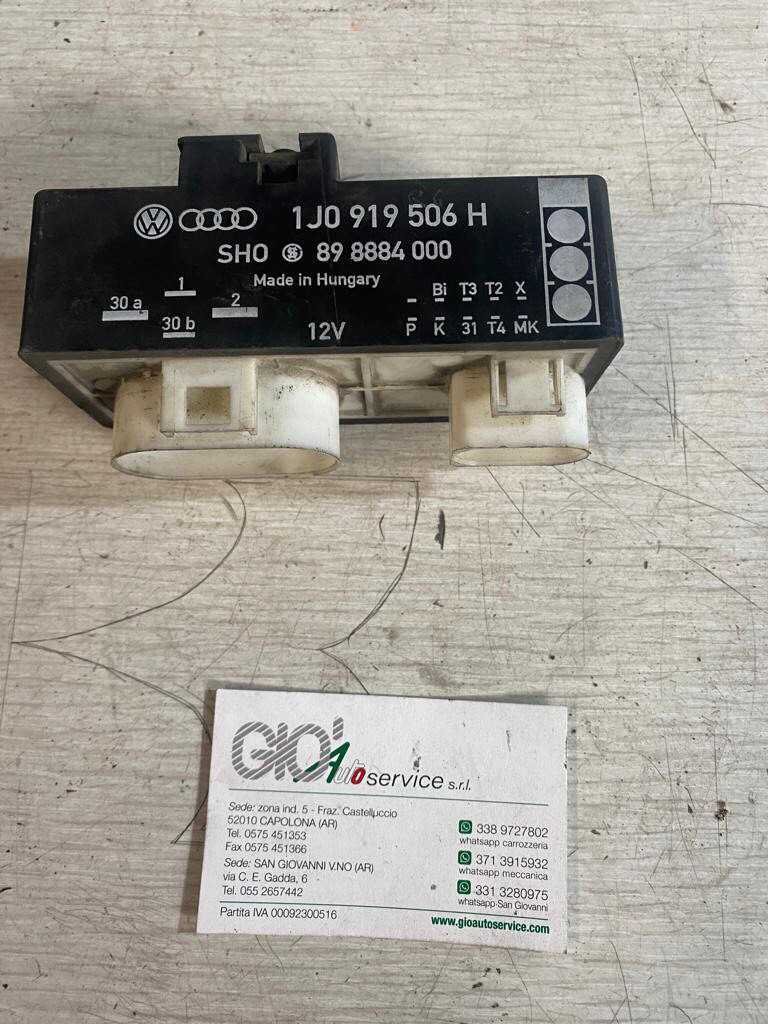 1J0 919 506 H
SHO 89 8884 000
Made in Hungary
1
30 a
2
30 b
12V
Bi T3 T2 X
P K 31 T4 MK
GIO' Auto service s.r.l.
Sede: zona ind. 5 - Fraz. Castelluccio
52010 CAPOLONA (AR)
Tel. 0575 451353
Fax 0575 451366
Sede: SAN GIOVANNI V.NO (AR)
via C. E. Gadda, 6
Tel. 055 2657442
Partita IVA 00092300516
338 9727802
whatsapp carrozzeria
371 3915932
whatsapp meccanica
331 3280975
whatsapp San Giovanni
www.gioautoservice.com